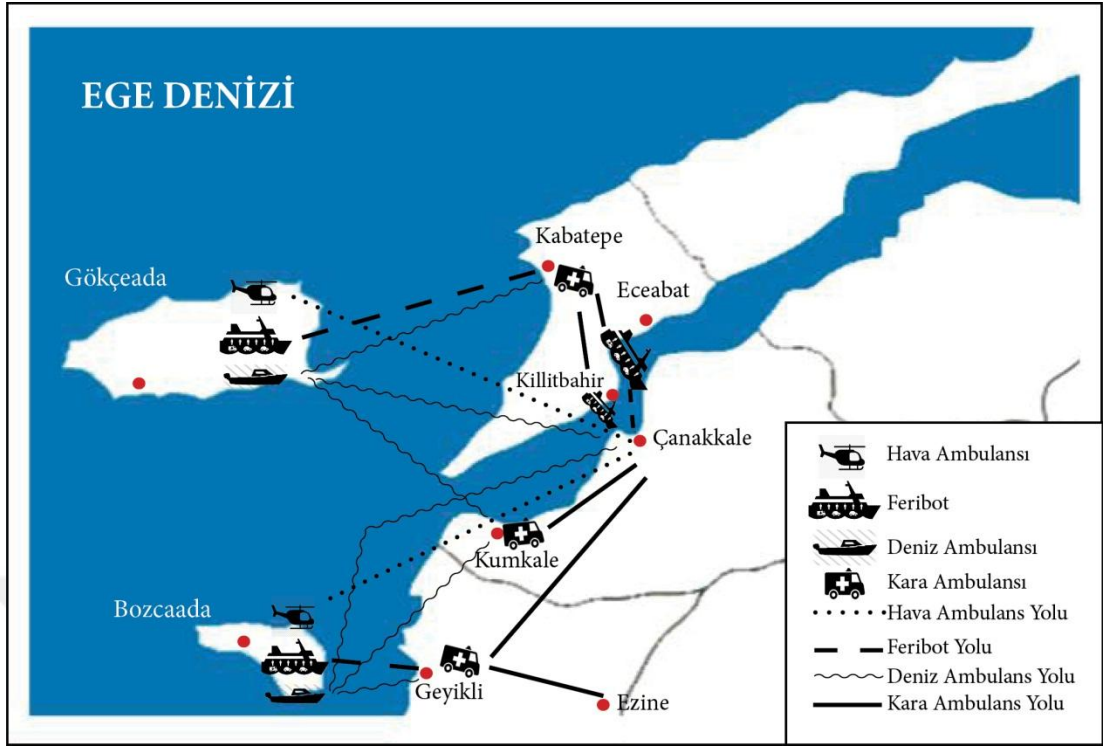 EGE DENİZİ
Kabatepe
Gökçeada
Eceabat
Killitbahir
Çanakkale
Kumkale
Bozcaada
Geyikli
Ezine
Hava Ambulansı
Feribot
Deniz Ambulansı
Kara Ambulansı
Hava Ambulans Yolu
Feribot Yolu
Deniz Ambulans Yolu
Kara Ambulans Yolu